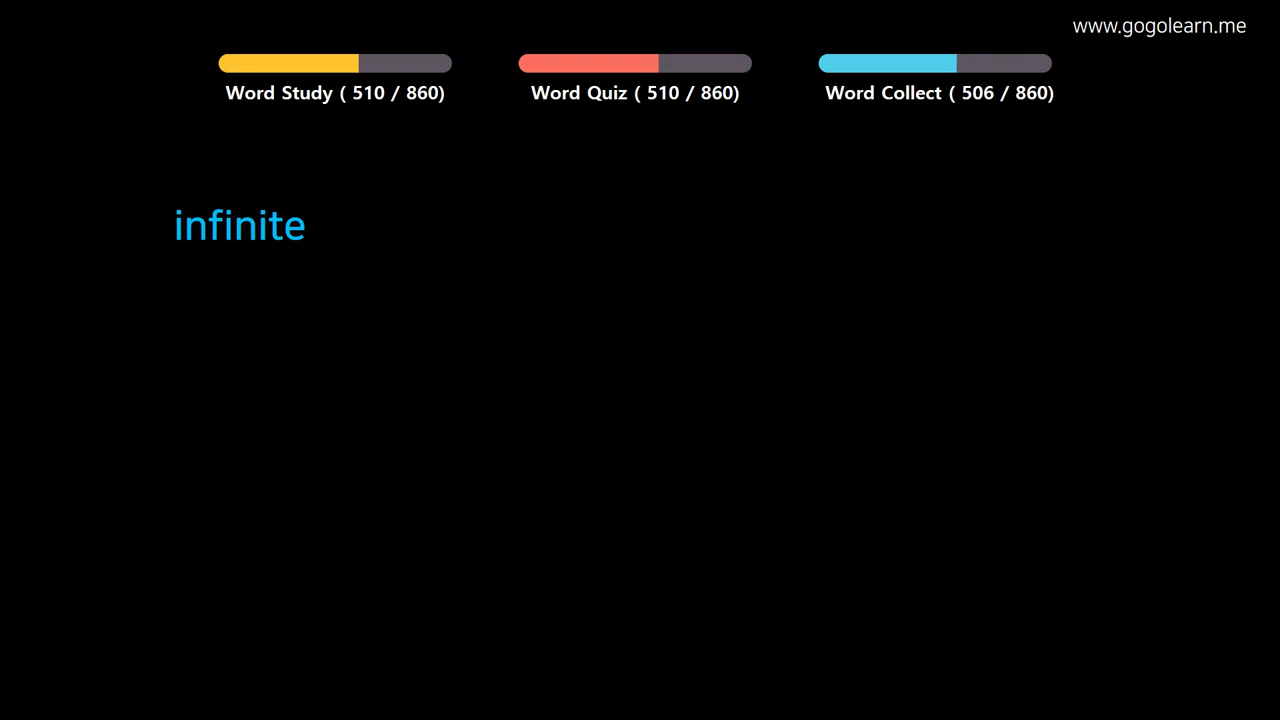 www.gogolearn.me
Word Study ( 510 / 860)
Word Quiz ( 510 / 860)
Word Collect ( 506 / 860)
infinite